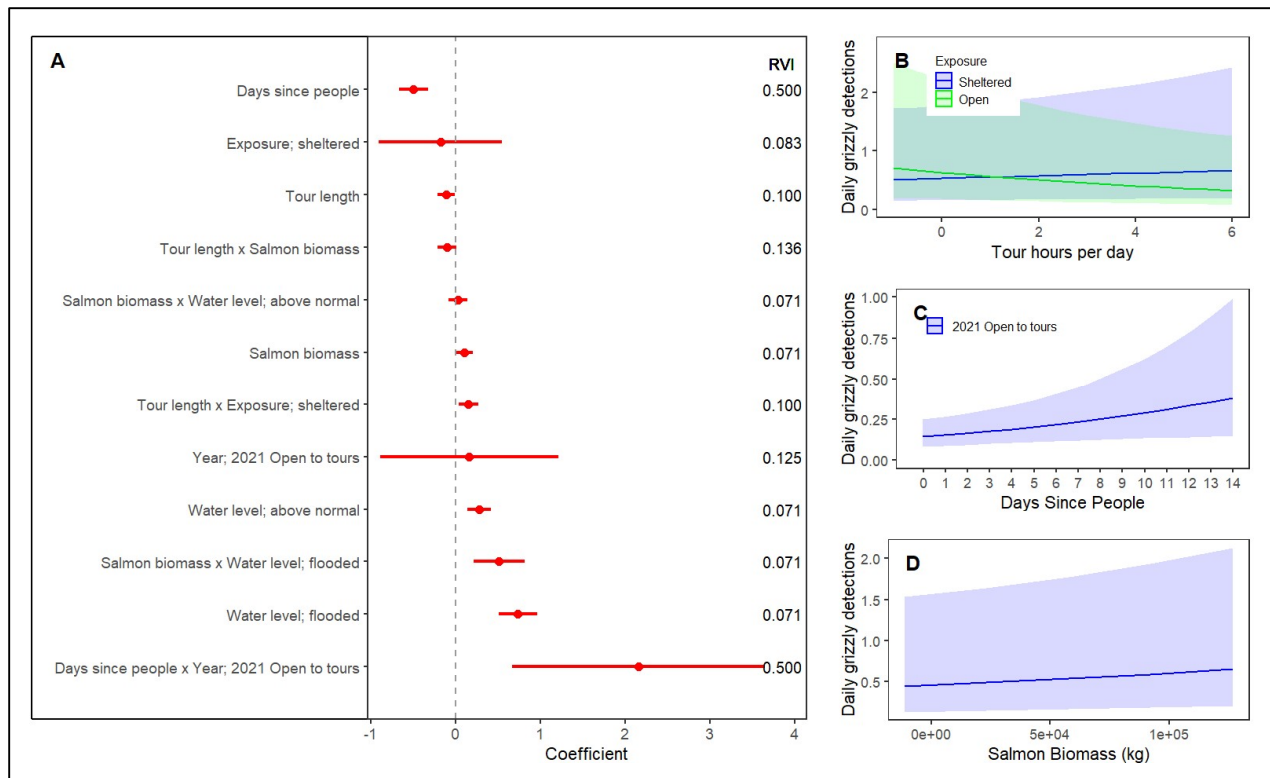 A
RVI
Days since people
0.500
Exposure; sheltered
0.083
Tour length
0.100
Tour length x Salmon biomass
0.136
Salmon biomass x Water level; above normal
0.071
Salmon biomass
0.071
Tour length x Exposure; sheltered
0.100
Year; 2021 Open to tours
0.125
Water level; above normal
0.071
Salmon biomass x Water level; flooded
0.071
Water level; flooded
0.071
Days since people x Year; 2021 Open to tours
0.500
-1 0 1 2 3 4
Coefficient
B
Exposure
Sheltered
Open
Daily grizzly detections
2
1
0
0 2 4 6
Tour hours per day
C
2021 Open to tours
Daily grizzly detections
1.00
0.75
0.50
0.25
0.00
0 1 2 3 4 5 6 7 8 9 10 11 12 13 14
Days Since People
D
Daily grizzly detections
2.0
1.5
1.0
0.5
0e+00 5e+04 1e+05
Salmon Biomass (kg)